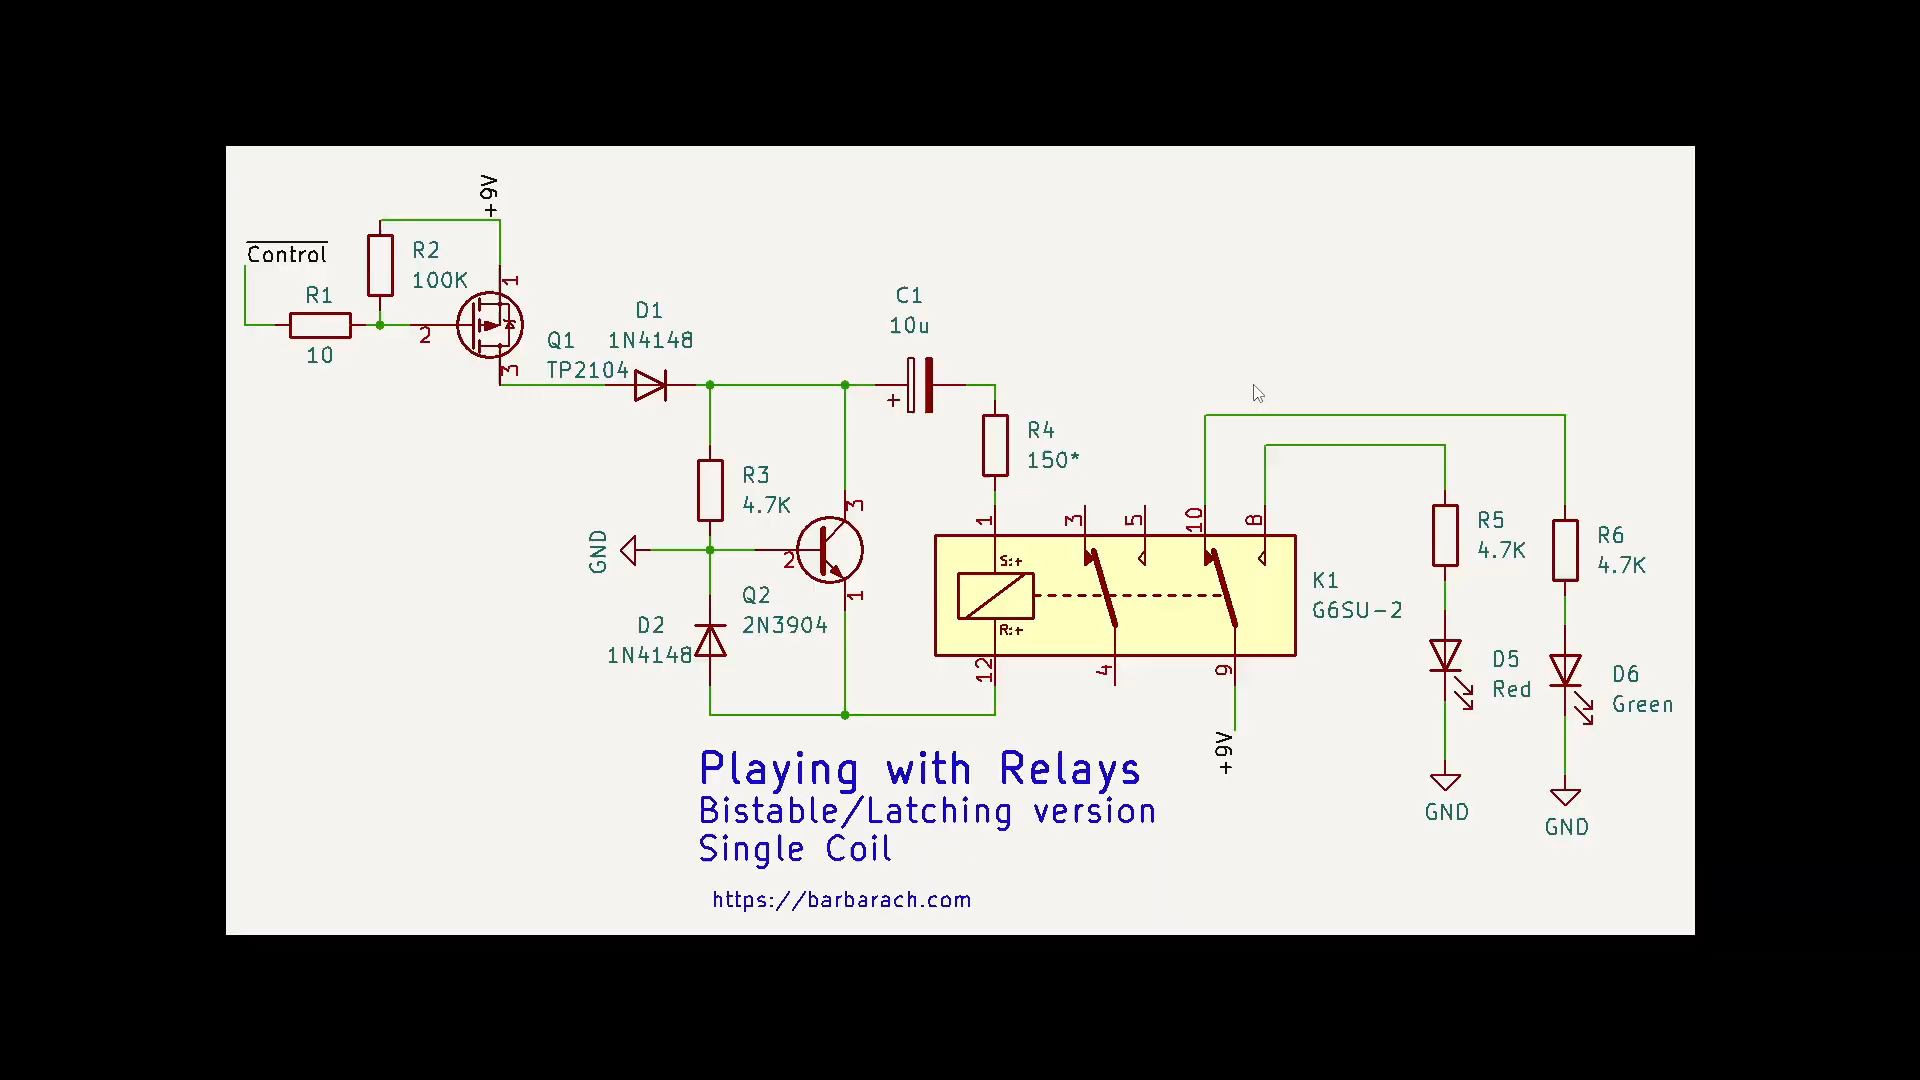 +9V
Control
R2
100K
R1
10
2
1
3
Q1
TP2104
D1
1N4148
C1
10u
+
R4
150*
R3
4.7K
GND
2
3
1
Q2
2N3904
D2
1N4148
1
3
5
10
8
S:+
R:+
12
4
9
K1
G6SU-2
+9V
R5
4.7K
R6
4.7K
D5
Red
D6
Green
GND
GND
Playing with Relays
Bistable/Latching version
Single Coil
https://barbarach.com